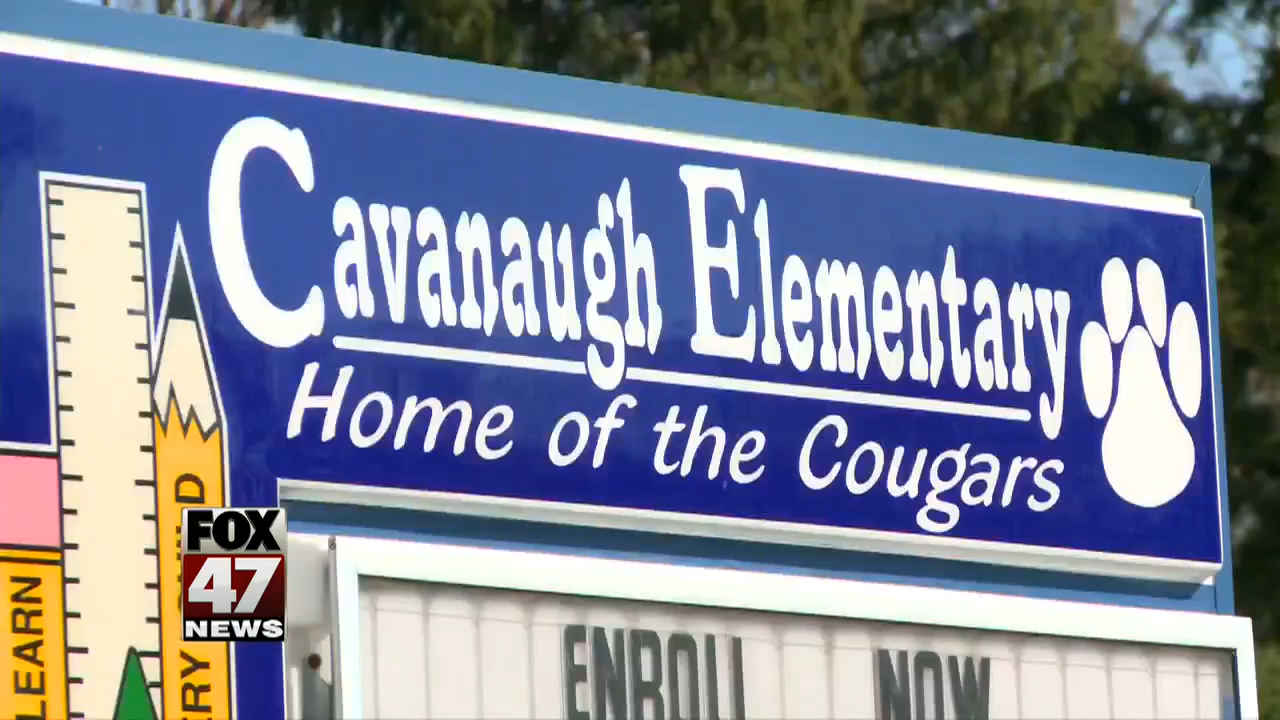 Cavanaugh Elementary
Home of the Cougars
ENROLL NOW
LEARN
FOX
47
NEWS